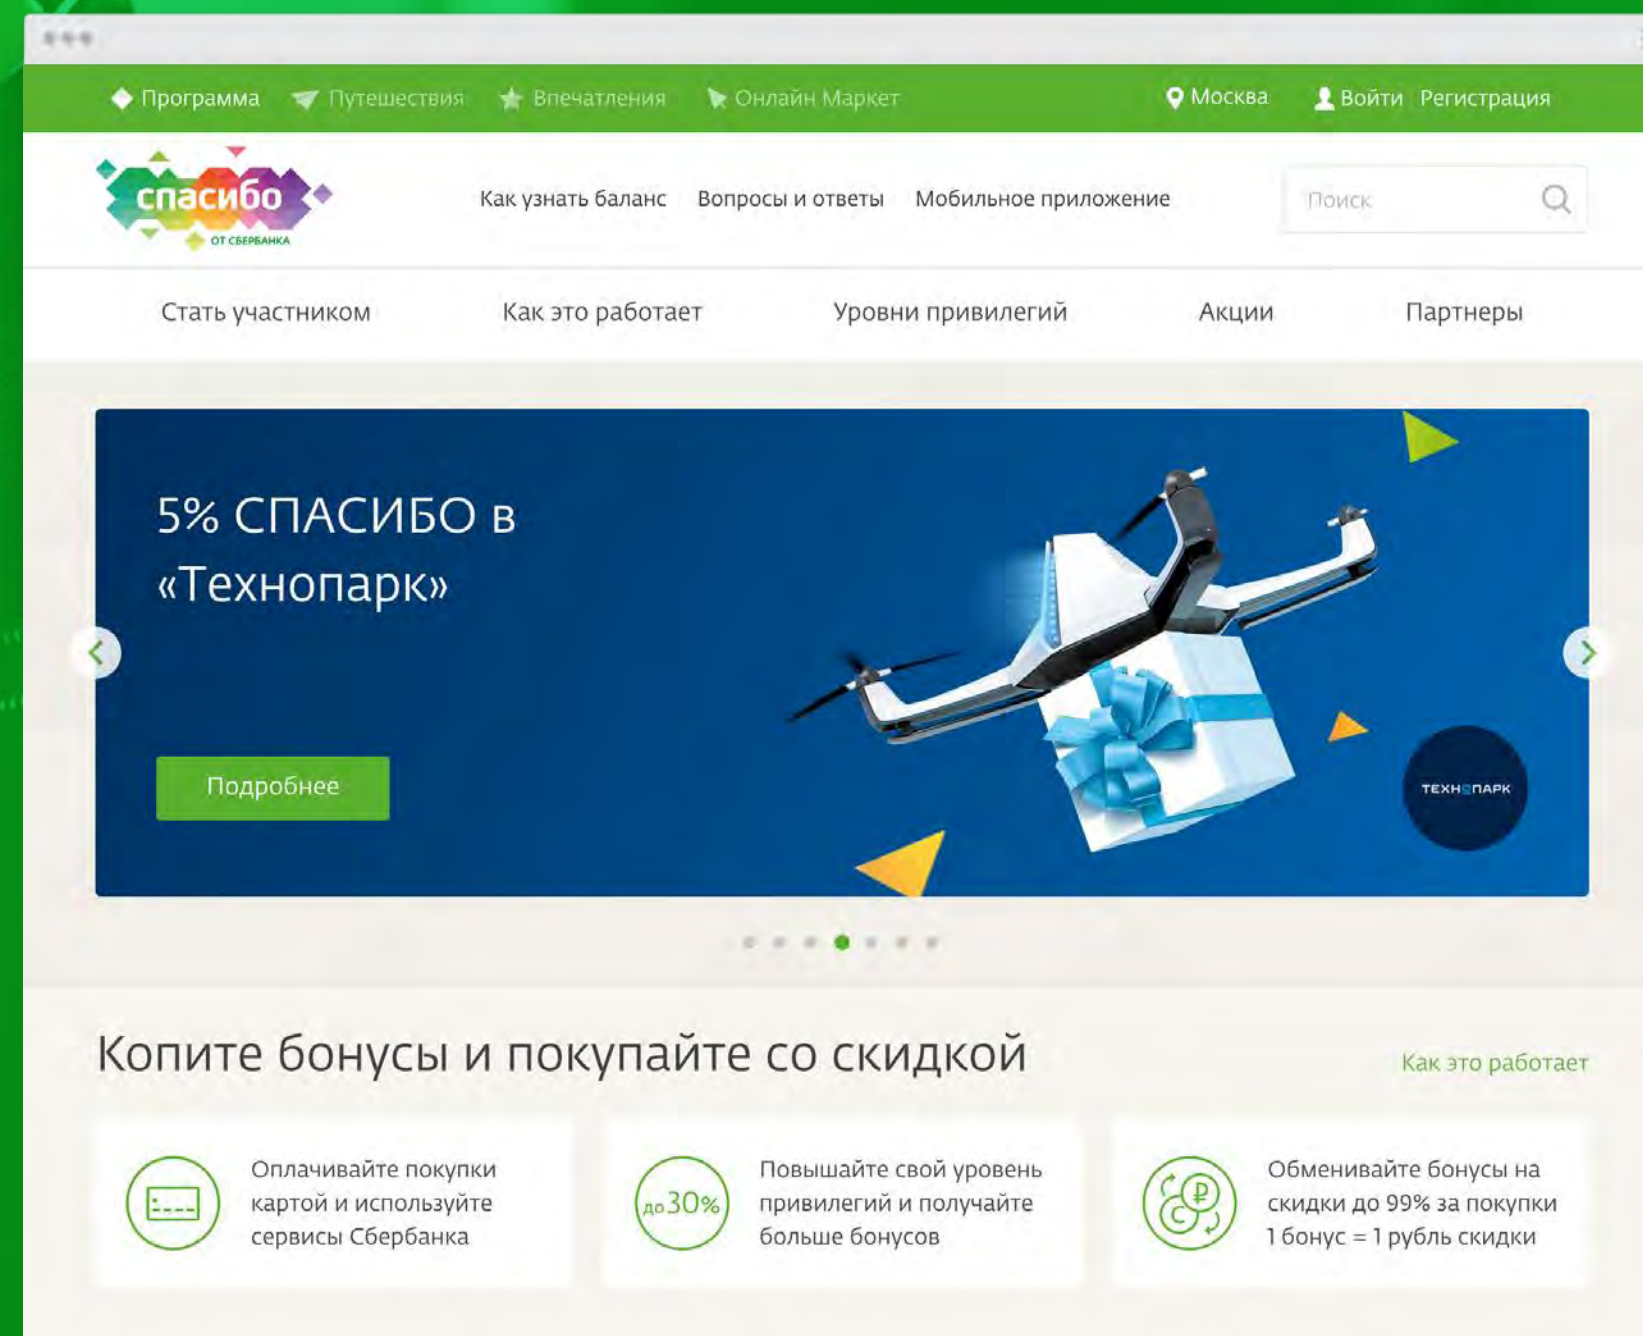 Программа Путешествия Впечатления Онлайн Маркет Москва Войти Регистрация
спасибо
ОТ СБЕРБАНКА
Как узнать баланс Вопросы и ответы Мобильное приложение Поиск
Стать участником Как это работает Уровни привилегий Акции Партнеры
5% СПАСИБО в
«Технопарк»
Подробнее
ТЕХНОПАРК
Копите бонусы и покупайте со скидкой
Как это работает
Оплачивайте покупки
картой и используйте
сервисы Сбербанка
до 30%
Повышайте свой уровень
привилегий и получайте
больше бонусов
Обменивайте бонусы на
скидки до 99% за покупки
1 бонус = 1 рубль скидки